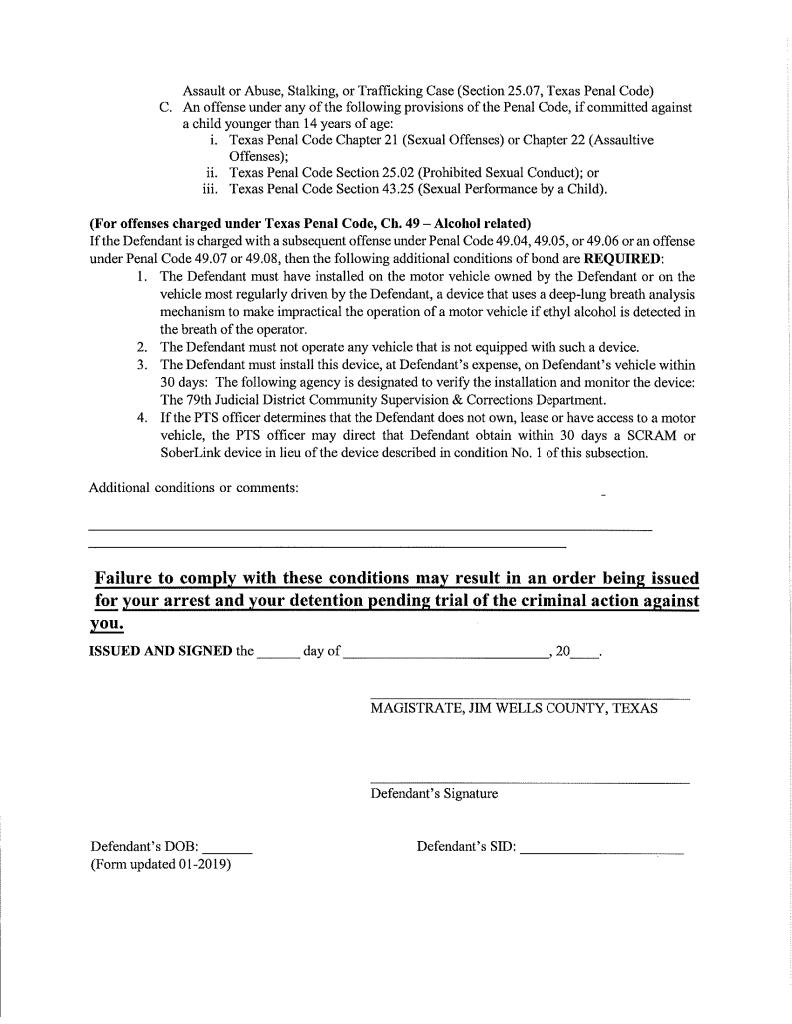 Assault or Abuse, Stalking, or Trafficking Case (Section 25.07, Texas Penal Code)
C. An offense under any of the following provisions of the Penal Code, if committed against
a child younger than 14 years of age:
i. Texas Penal Code Chapter 21 (Sexual Offenses) or Chapter 22 (Assaultive
Offenses);
ii. Texas Penal Code Section 25.02 (Prohibited Sexual Conduct); or
iii. Texas Penal Code Section 43.25 (Sexual Performance by a Child).
(For offenses charged under Texas Penal Code, Ch. 49 – Alcohol related)
If the Defendant is charged with a subsequent offense under Penal Code 49.04, 49.05, or 49.06 or an offense
under Penal Code 49.07 or 49.08, then the following additional conditions of bond are REQUIRED:
1. The Defendant must have installed on the motor vehicle owned by the Defendant or on the
vehicle most regularly driven by the Defendant, a device that uses a deep-lung breath analysis
mechanism to make impractical the operation of a motor vehicle if ethyl alcohol is detected in
the breath of the operator.
2. The Defendant must not operate any vehicle that is not equipped with such a device.
3. The Defendant must install this device, at Defendant's expense, on Defendant's vehicle within
30 days: The following agency is designated to verify the installation and monitor the device:
The 79th Judicial District Community Supervision & Corrections Department.
4. If the PTS officer determines that the Defendant does not own, lease or have access to a motor
vehicle, the PTS officer may direct that Defendant obtain within 30 days a SCRAM or
SoberLink device in lieu of the device described in condition No. 1 of this subsection.
Additional conditions or comments:
Failure to comply with these conditions may result in an order being issued
for your arrest and your detention pending trial of the criminal action against
you.
ISSUED AND SIGNED the ______ day of ____________________________, 20____.
MAGISTRATE, JIM WELLS COUNTY, TEXAS
Defendant's Signature
Defendant's DOB: _______ Defendant's SID: _______________________
(Form updated 01-2019)